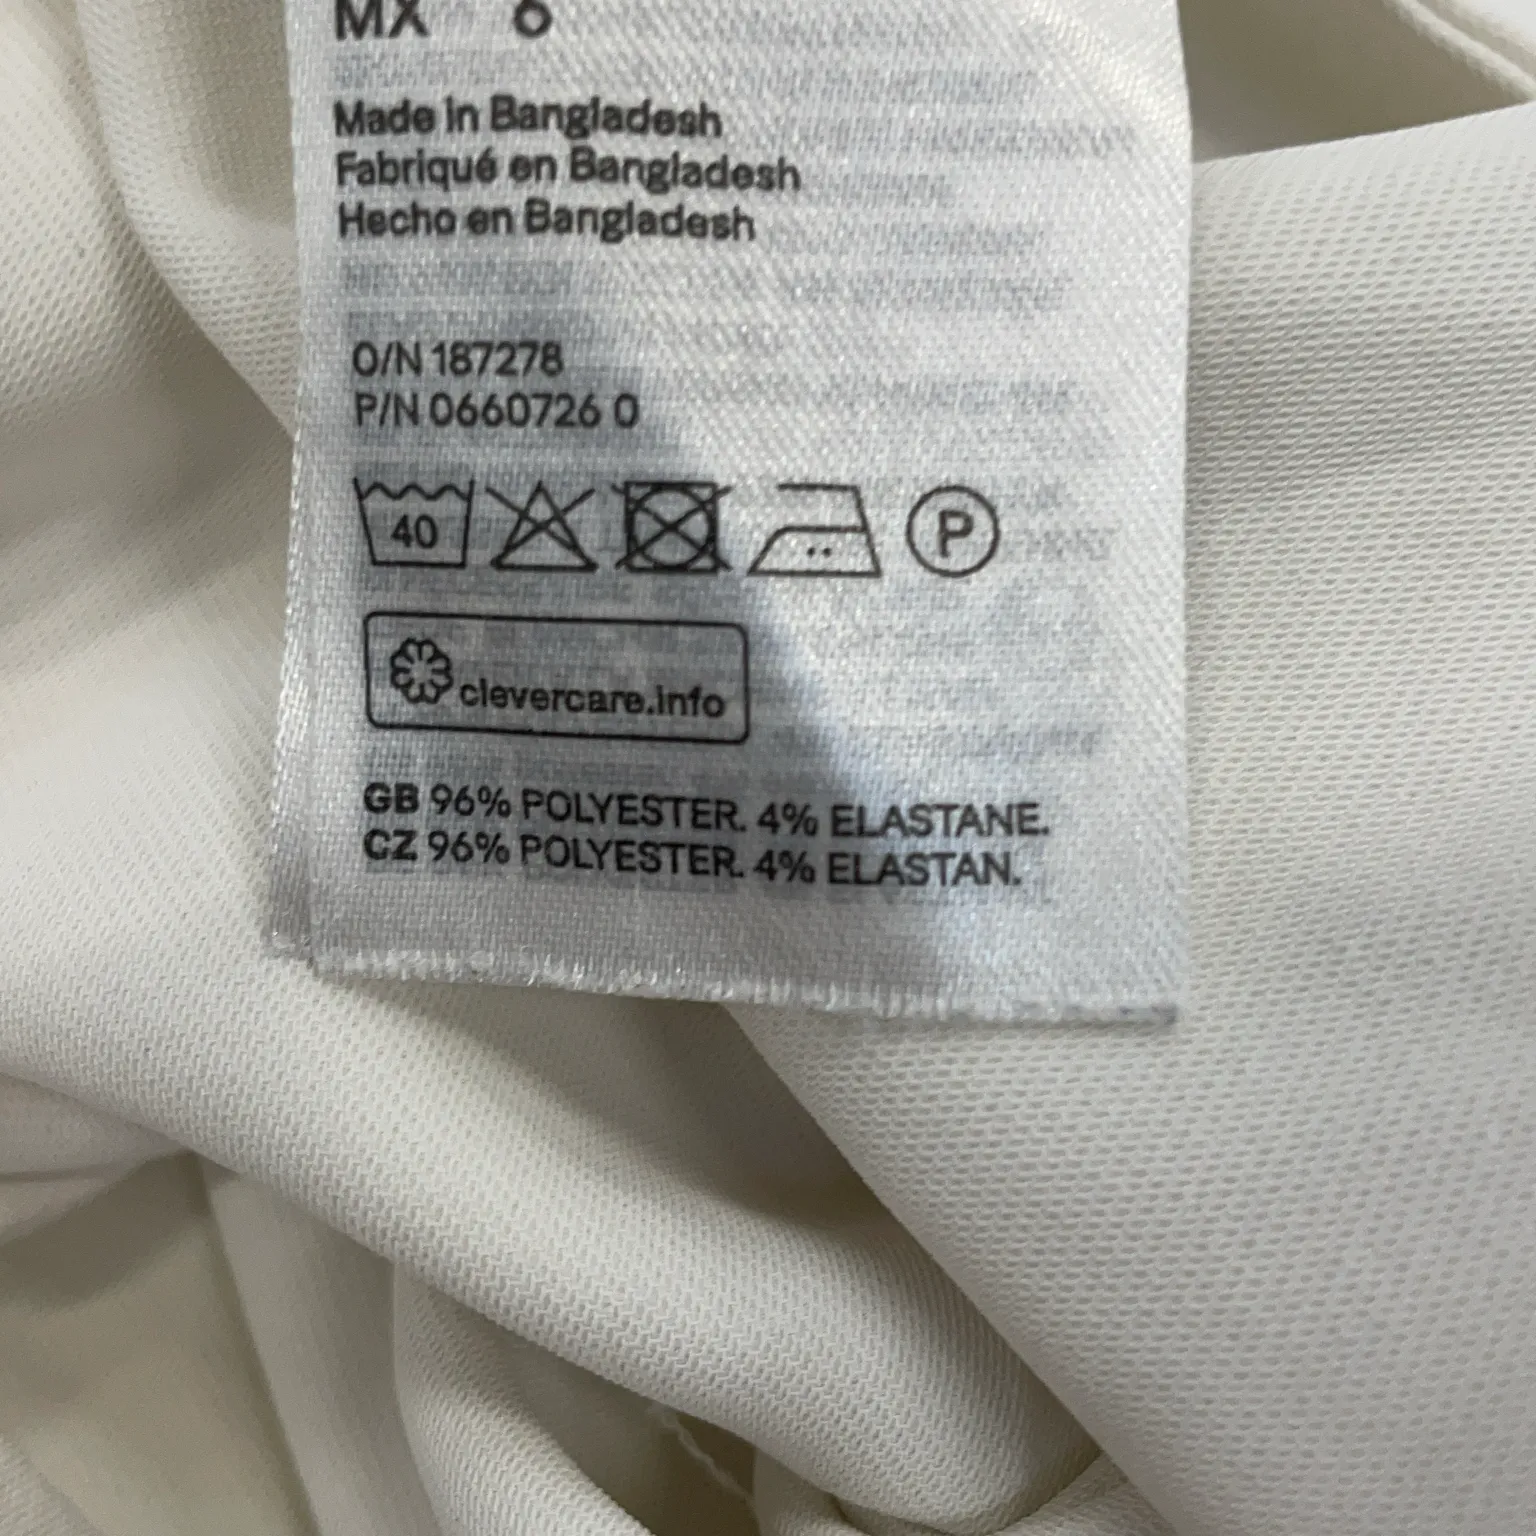 MX 6
Made in Bangladesh
Fabriqué en Bangladesh
Hecho en Bangladesh
O/N 187278
P/N 0660726 0
40
P
clevercare.info
GB 96% POLYESTER. 4% ELASTANE.
CZ 96% POLYESTER. 4% ELASTAN.